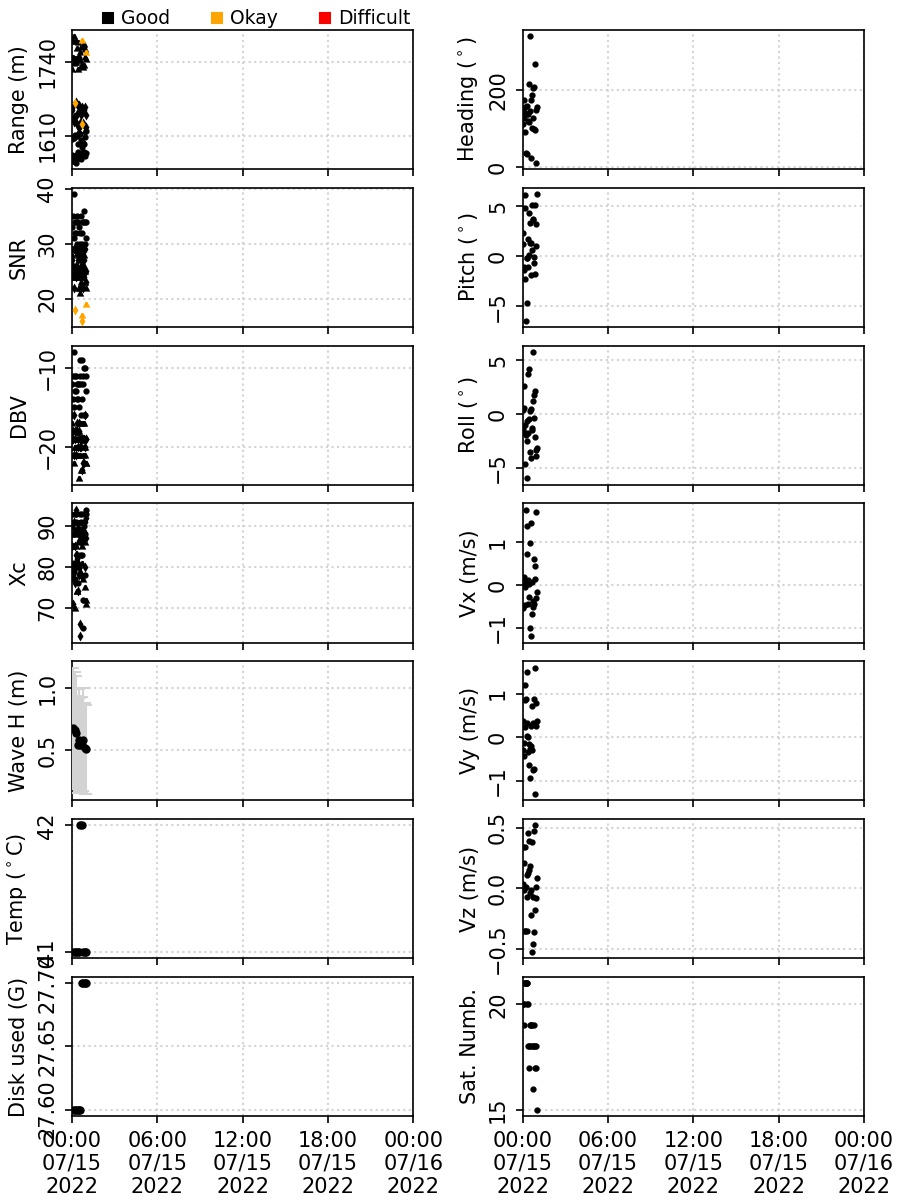 Good Okay Difficult
Range (m)
1740
1610
Heading (°)
200
0
SNR
40
30
20
Pitch (°)
5
0
−5
DBV
−10
−20
Roll (°)
5
0
−5
Xc
90
80
70
Vx (m/s)
1
0
−1
Wave H (m)
1.0
0.5
Vy (m/s)
1
0
−1
Temp (°C)
42
41
Vz (m/s)
0.5
0.0
−0.5
Disk used (G)
27.70
27.65
27.60
Sat. Numb.
20
15
00:00 06:00 12:00 18:00 00:00
07/15 07/15 07/15 07/15 07/16
2022 2022 2022 2022 2022
00:00 06:00 12:00 18:00 00:00
07/15 07/15 07/15 07/15 07/16
2022 2022 2022 2022 2022